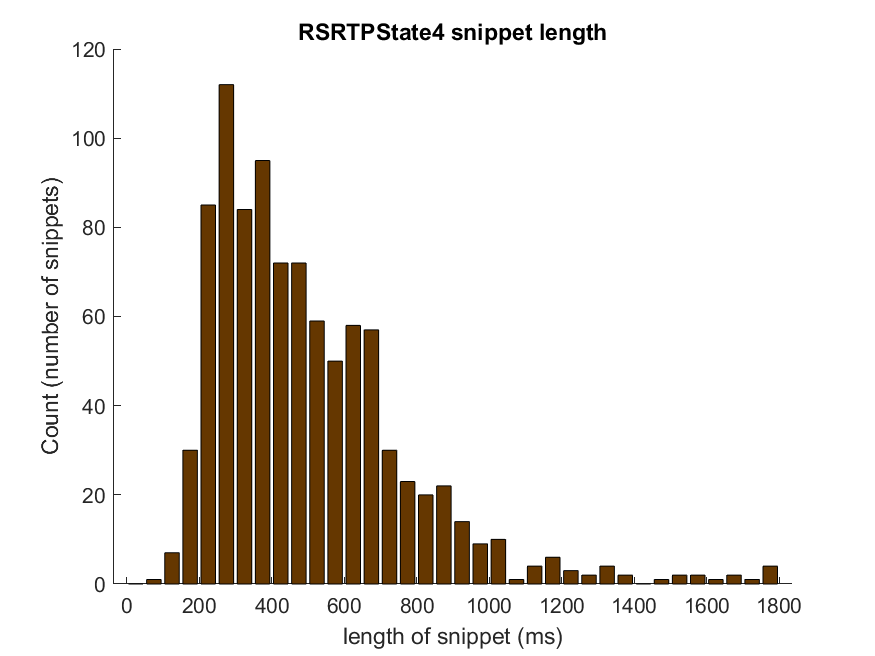 RSRTPState4 snippet length
120
100
80
60
40
20
0
Count (number of snippets)
0 200 400 600 800 1000 1200 1400 1600 1800
length of snippet (ms)